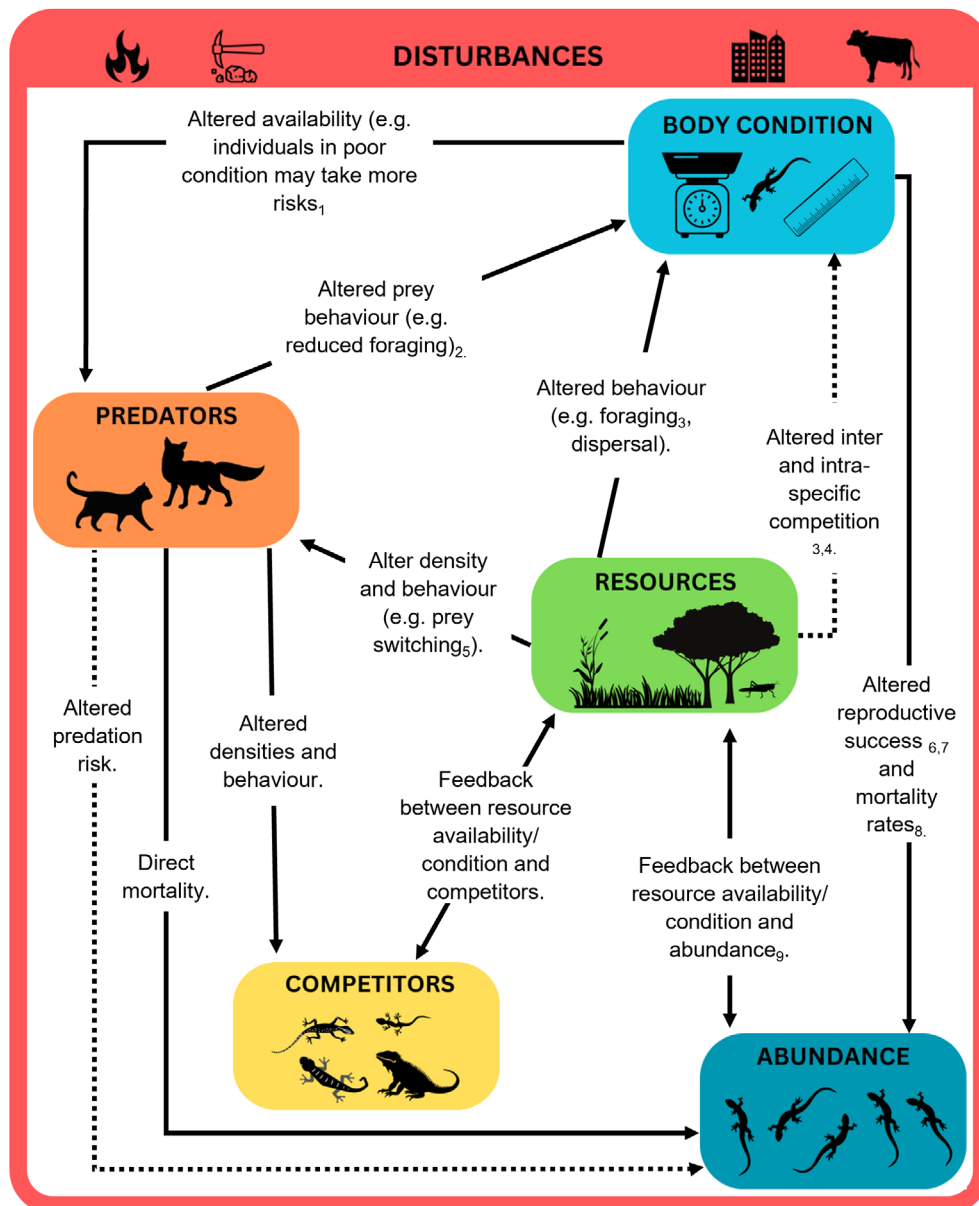 DISTURBANCES
Altered availability (e.g.
individuals in poor
condition may take more
risks1
BODY CONDITION
Altered prey
behaviour (e.g.
reduced foraging)2.
Altered behaviour
(e.g. foraging3,
dispersal).
Altered inter
and intra-
specific
competition
3,4.
PREDATORS
Alter density
and behaviour
(e.g. prey
switching5).
RESOURCES
Altered
predation
risk.
Altered
densities and
behaviour.
Altered
reproductive
success 6,7
and
mortality
rates8.
Feedback
between resource
availability/
condition and
competitors.
Direct
mortality.
Feedback between
resource availability/
condition and
abundance9.
COMPETITORS
ABUNDANCE